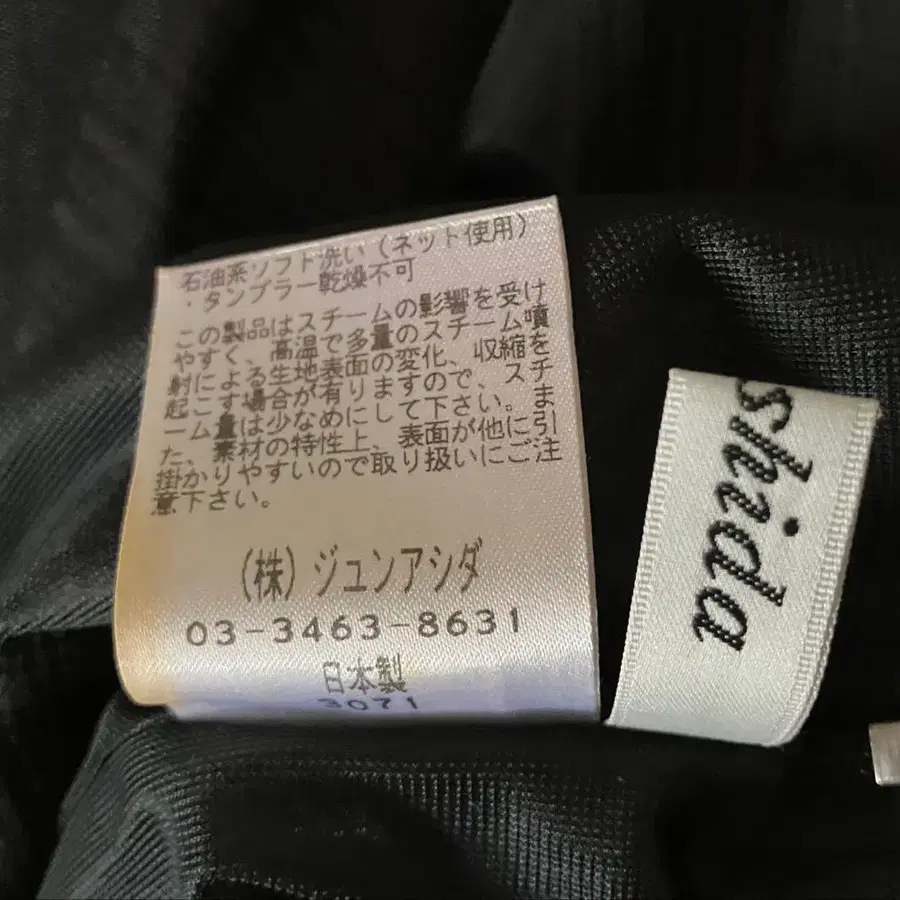 石油系ソフト洗い(ネット使用)
・タンブラー乾燥不可
この製品はスチームの影響を受け
やすく、高温で多量のスチーム噴
射による生地表面の変化、収縮を
起こす場合が有りますので、スチ
ーム量は少なめにして下さい。ま
た、素材の特性上、表面が他に引
掛かりやすいので取り扱いにご注
意下さい。
(株)ジュンアシダ
03-3463-8631
日本製
3071
shida